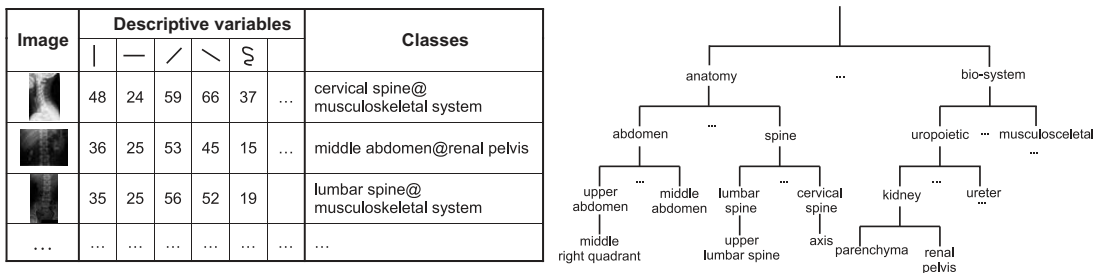 Image
Descriptive variables
Classes
48 24 59 66 37 ... cervical spine@
musculoskeletal system
36 25 53 45 15 ... middle abdomen@renal pelvis
35 25 56 52 19 lumbar spine@
musculoskeletal system
... ... ... ... ... ... ... ...
anatomy ... bio-system
abdomen ... spine uropoietic ... musculosceletal
...
upper
abdomen
...
middle
abdomen
lumbar
spine
...
cervical
spine
kidney ... ureter
...
middle
right quadrant
upper
lumbar spine
axis
parenchyma
renal
pelvis